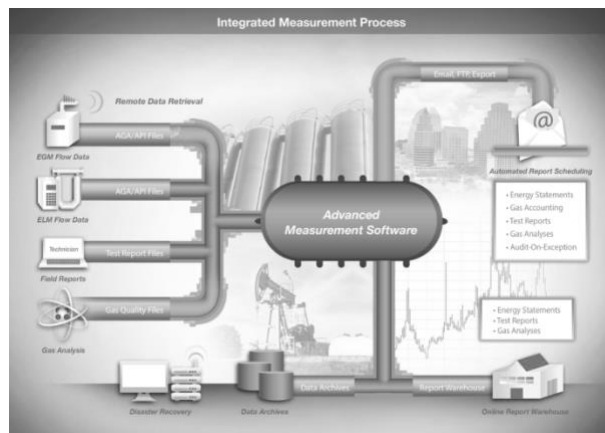 Integrated Measurement Process
Remote Data Retrieval
Email, FTP, Export
AGA/API Files
EGM Flow Data
Automated Report Scheduling
AGA/API Files
ELM Flow Data
• Energy Statements
• Gas Accounting
• Test Reports
• Gas Analyses
• Audit-On-Exception
Advanced
Measurement Software
Technician
Test Report Files
Field Reports
Gas Quality Files
Gas Analysis
• Energy Statements
• Test Reports
• Gas Analyses
Data Archives
Report Warehouse
Disaster Recovery
Data Archives
Online Report Warehouse